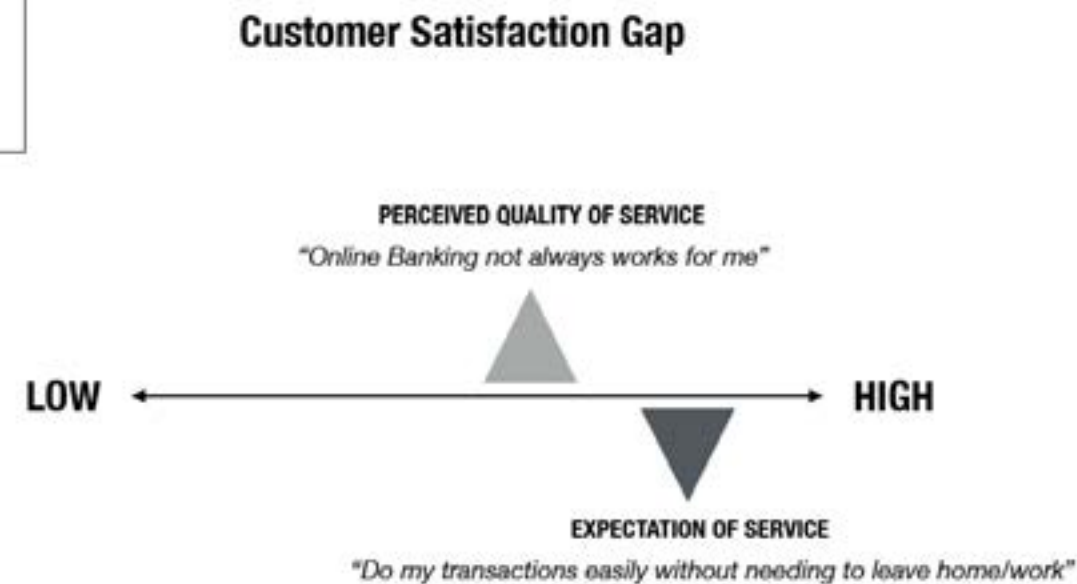 Customer Satisfaction Gap
PERCEIVED QUALITY OF SERVICE
"Online Banking not always works for me"
LOW
HIGH
EXPECTATION OF SERVICE
"Do my transactions easily without needing to leave home/work"